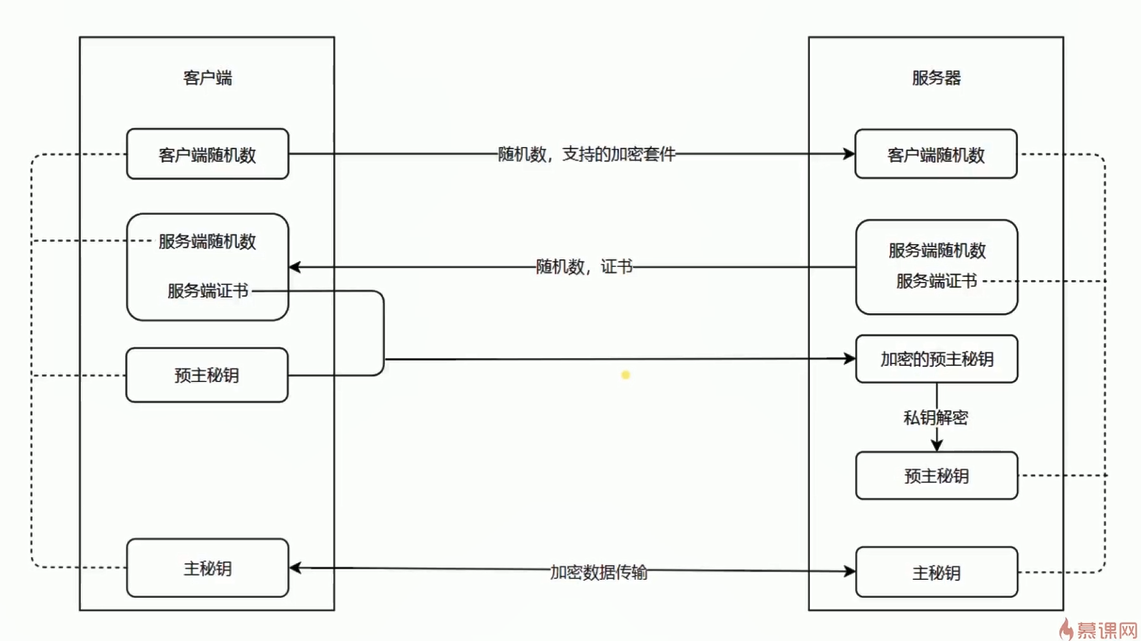 客户端
服务器
客户端随机数
随机数，支持的加密套件
客户端随机数
服务端随机数
服务端证书
随机数，证书
服务端随机数
服务端证书
预主秘钥
加密的预主秘钥
私钥解密
预主秘钥
主秘钥
加密数据传输
主秘钥
慕课网